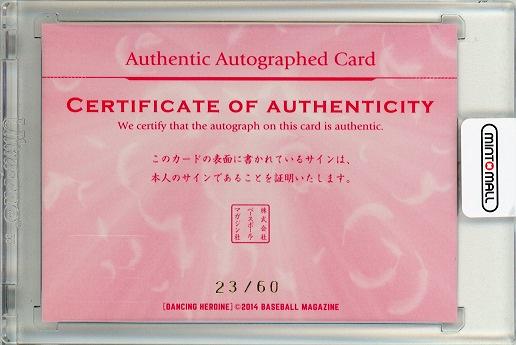 Authentic Autographed Card
CERTIFICATE OF AUTHENTICITY
We certify that the autograph on this card is authentic.
このカードの表面に書かれているサインは、
本人のサインであることを証明いたします。
株式会社
ベースボール
マガジン社
23/60
[DANCING HEROINE] ©2014 BASEBALL MAGAZINE
MINT MALL